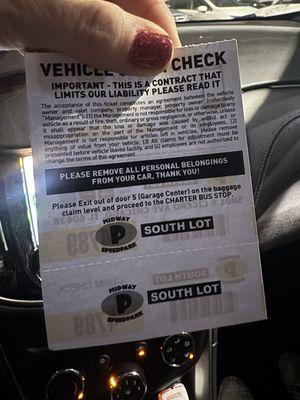 VEHICLE CHECK
IMPORTANT - THIS IS A CONTRACT THAT
LIMITS OUR LIABILITY PLEASE READ IT
The acceptance of this ticket constitutes an agreement between the vehicle
owner and valet company, property manager, property owner (collectively
"Management"): (1) the Management is not responsible for loss or damage to any
vehicle as a result of fire, theft, ordinary or gross negligence, or otherwise unless
it shall appear that the loss or damage was caused by willful act or
misappropriation on the part of Management or its employees, (2)
Management is not responsible for articles left in vehicles, please remove
anything of value from your vehicle. (3) All claims for adjustment must be
presented before vehicle leaves facility, and (4) employees are not authorized to
change the terms of this agreement.
PLEASE REMOVE ALL PERSONAL BELONGINGS
FROM YOUR CAR, THANK YOU!
Please Exit out of door 5 (Garage Center) on the baggage
claim level and proceed to the CHARTER BUS STOP.
MIDWAY
P
SPEEDPARK
SOUTH LOT
MIDWAY
P
SPEEDPARK
SOUTH LOT